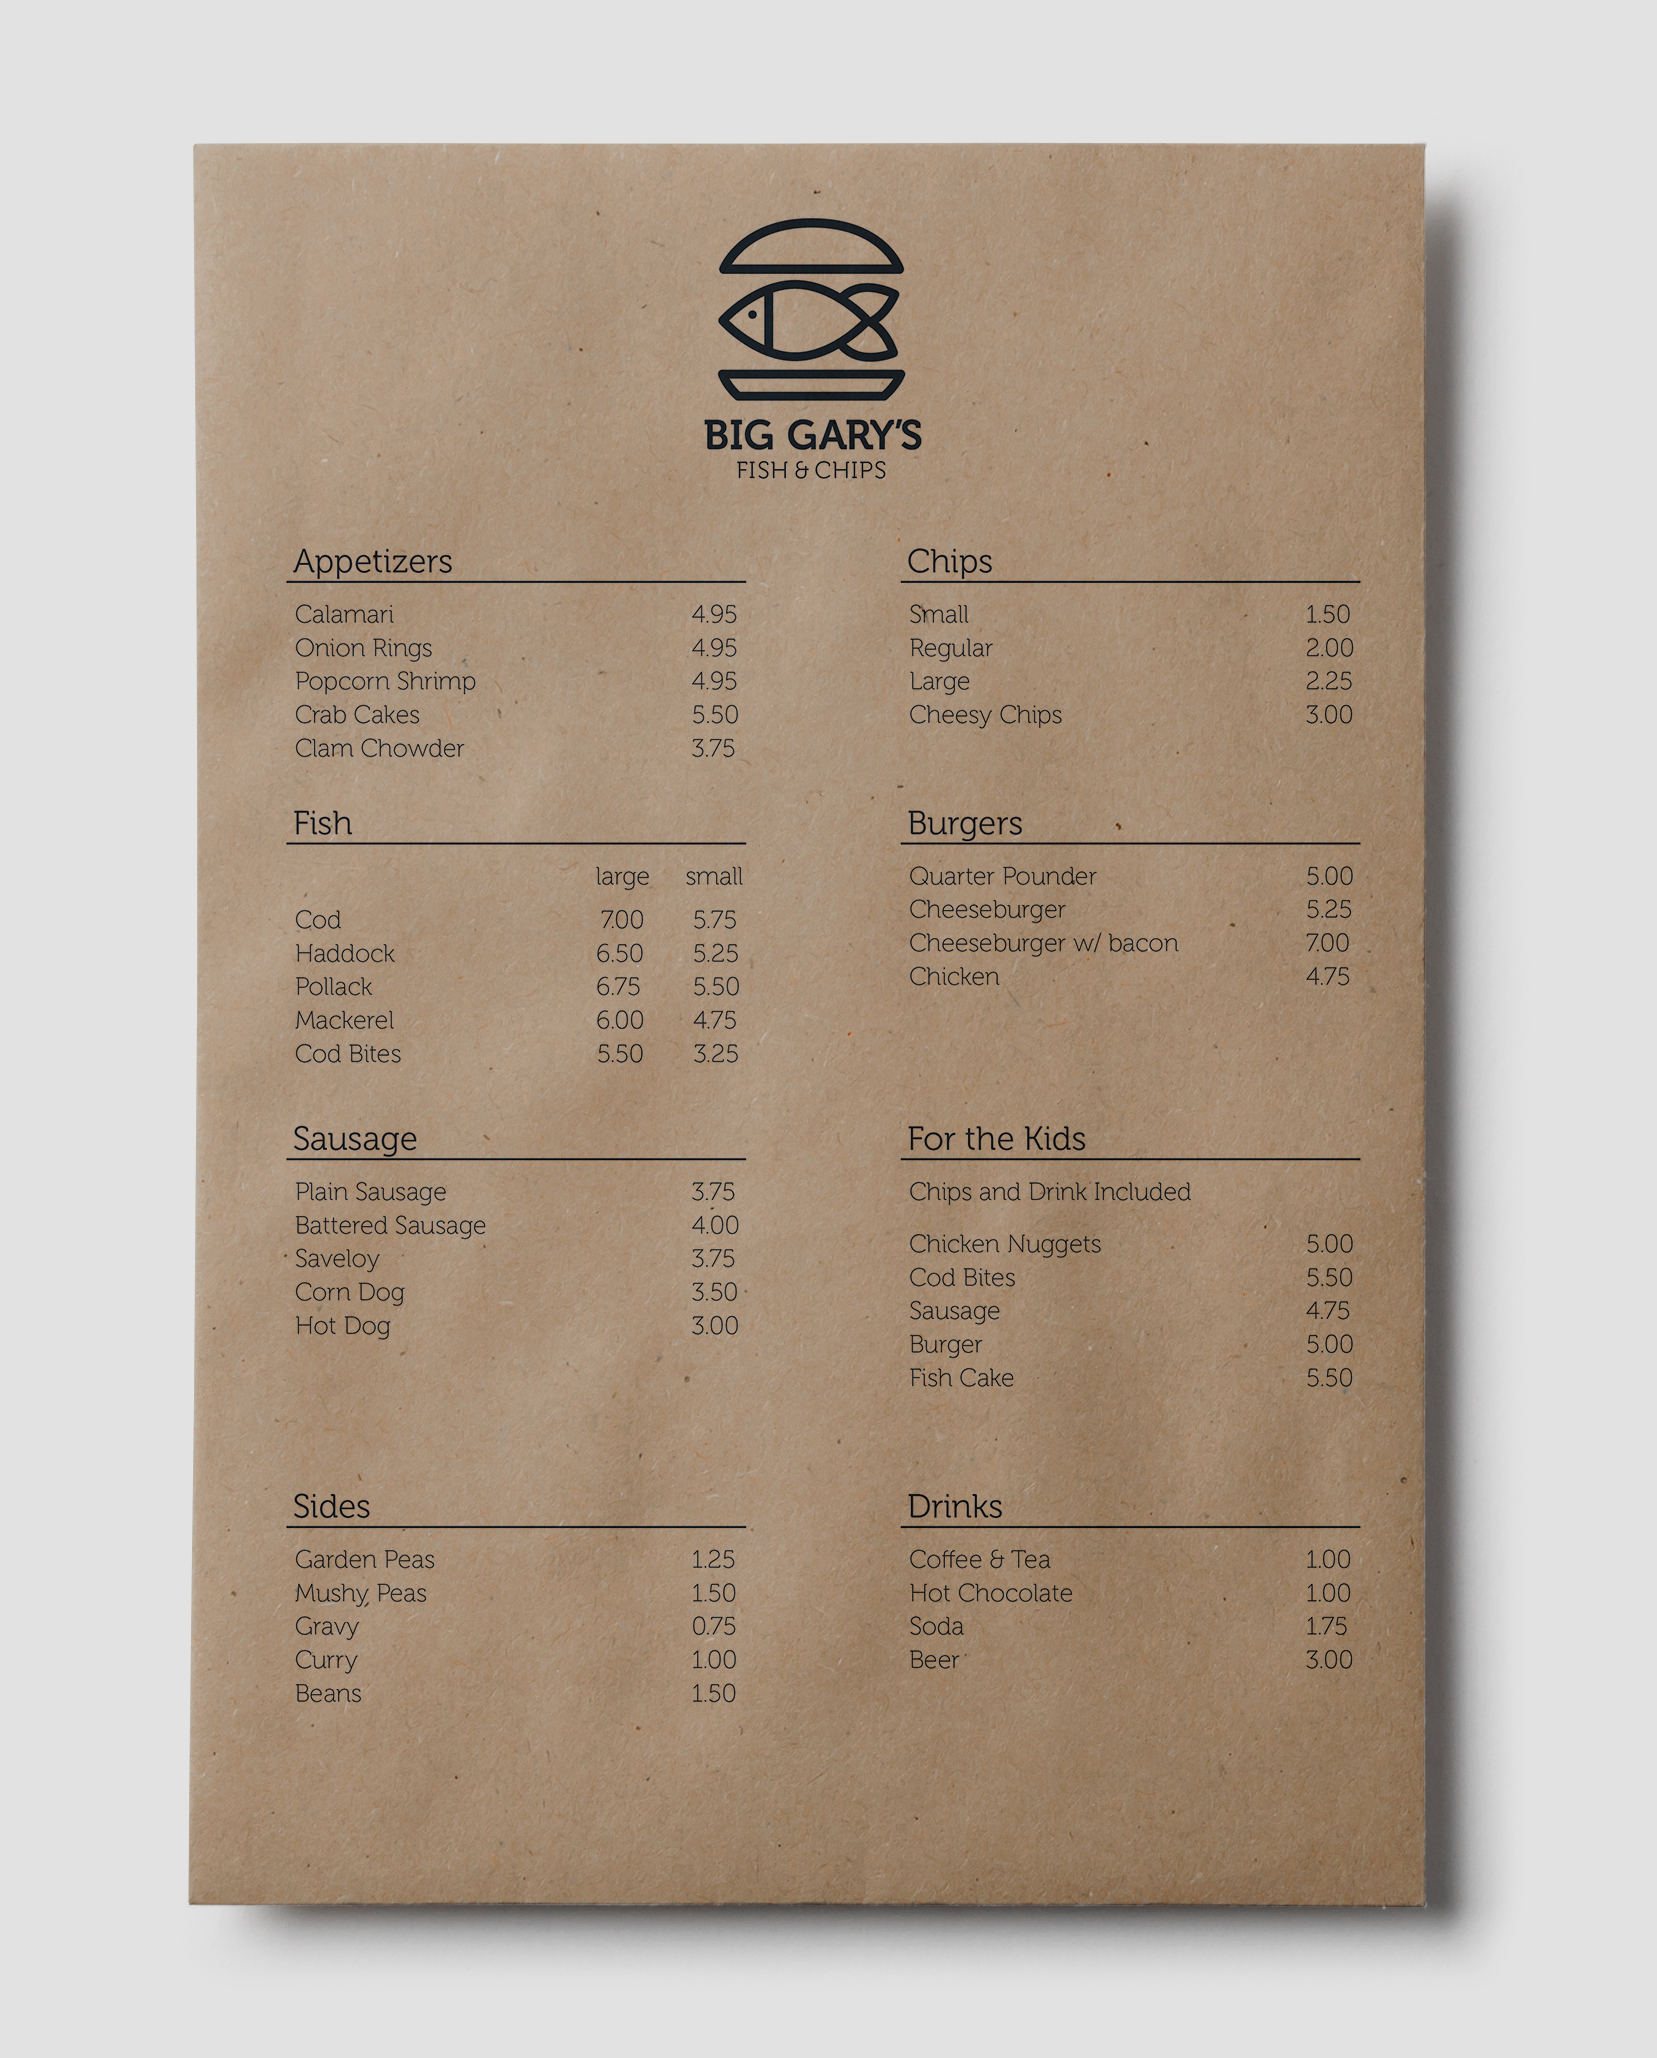 BIG GARY'S
FISH & CHIPS
Appetizers
Calamari 4.95
Onion Rings 4.95
Popcorn Shrimp 4.95
Crab Cakes 5.50
Clam Chowder 3.75
Fish
large small
Cod 7.00 5.75
Haddock 6.50 5.25
Pollack 6.75 5.50
Mackerel 6.00 4.75
Cod Bites 5.50 3.25
Sausage
Plain Sausage 3.75
Battered Sausage 4.00
Saveloy 3.75
Corn Dog 3.50
Hot Dog 3.00
Sides
Garden Peas 1.25
Mushy Peas 1.50
Gravy 0.75
Curry 1.00
Beans 1.50
Chips
Small 1.50
Regular 2.00
Large 2.25
Cheesy Chips 3.00
Burgers
Quarter Pounder 5.00
Cheeseburger 5.25
Cheeseburger w/ bacon 7.00
Chicken 4.75
For the Kids
Chips and Drink Included
Chicken Nuggets 5.00
Cod Bites 5.50
Sausage 4.75
Burger 5.00
Fish Cake 5.50
Drinks
Coffee & Tea 1.00
Hot Chocolate 1.00
Soda 1.75
Beer 3.00